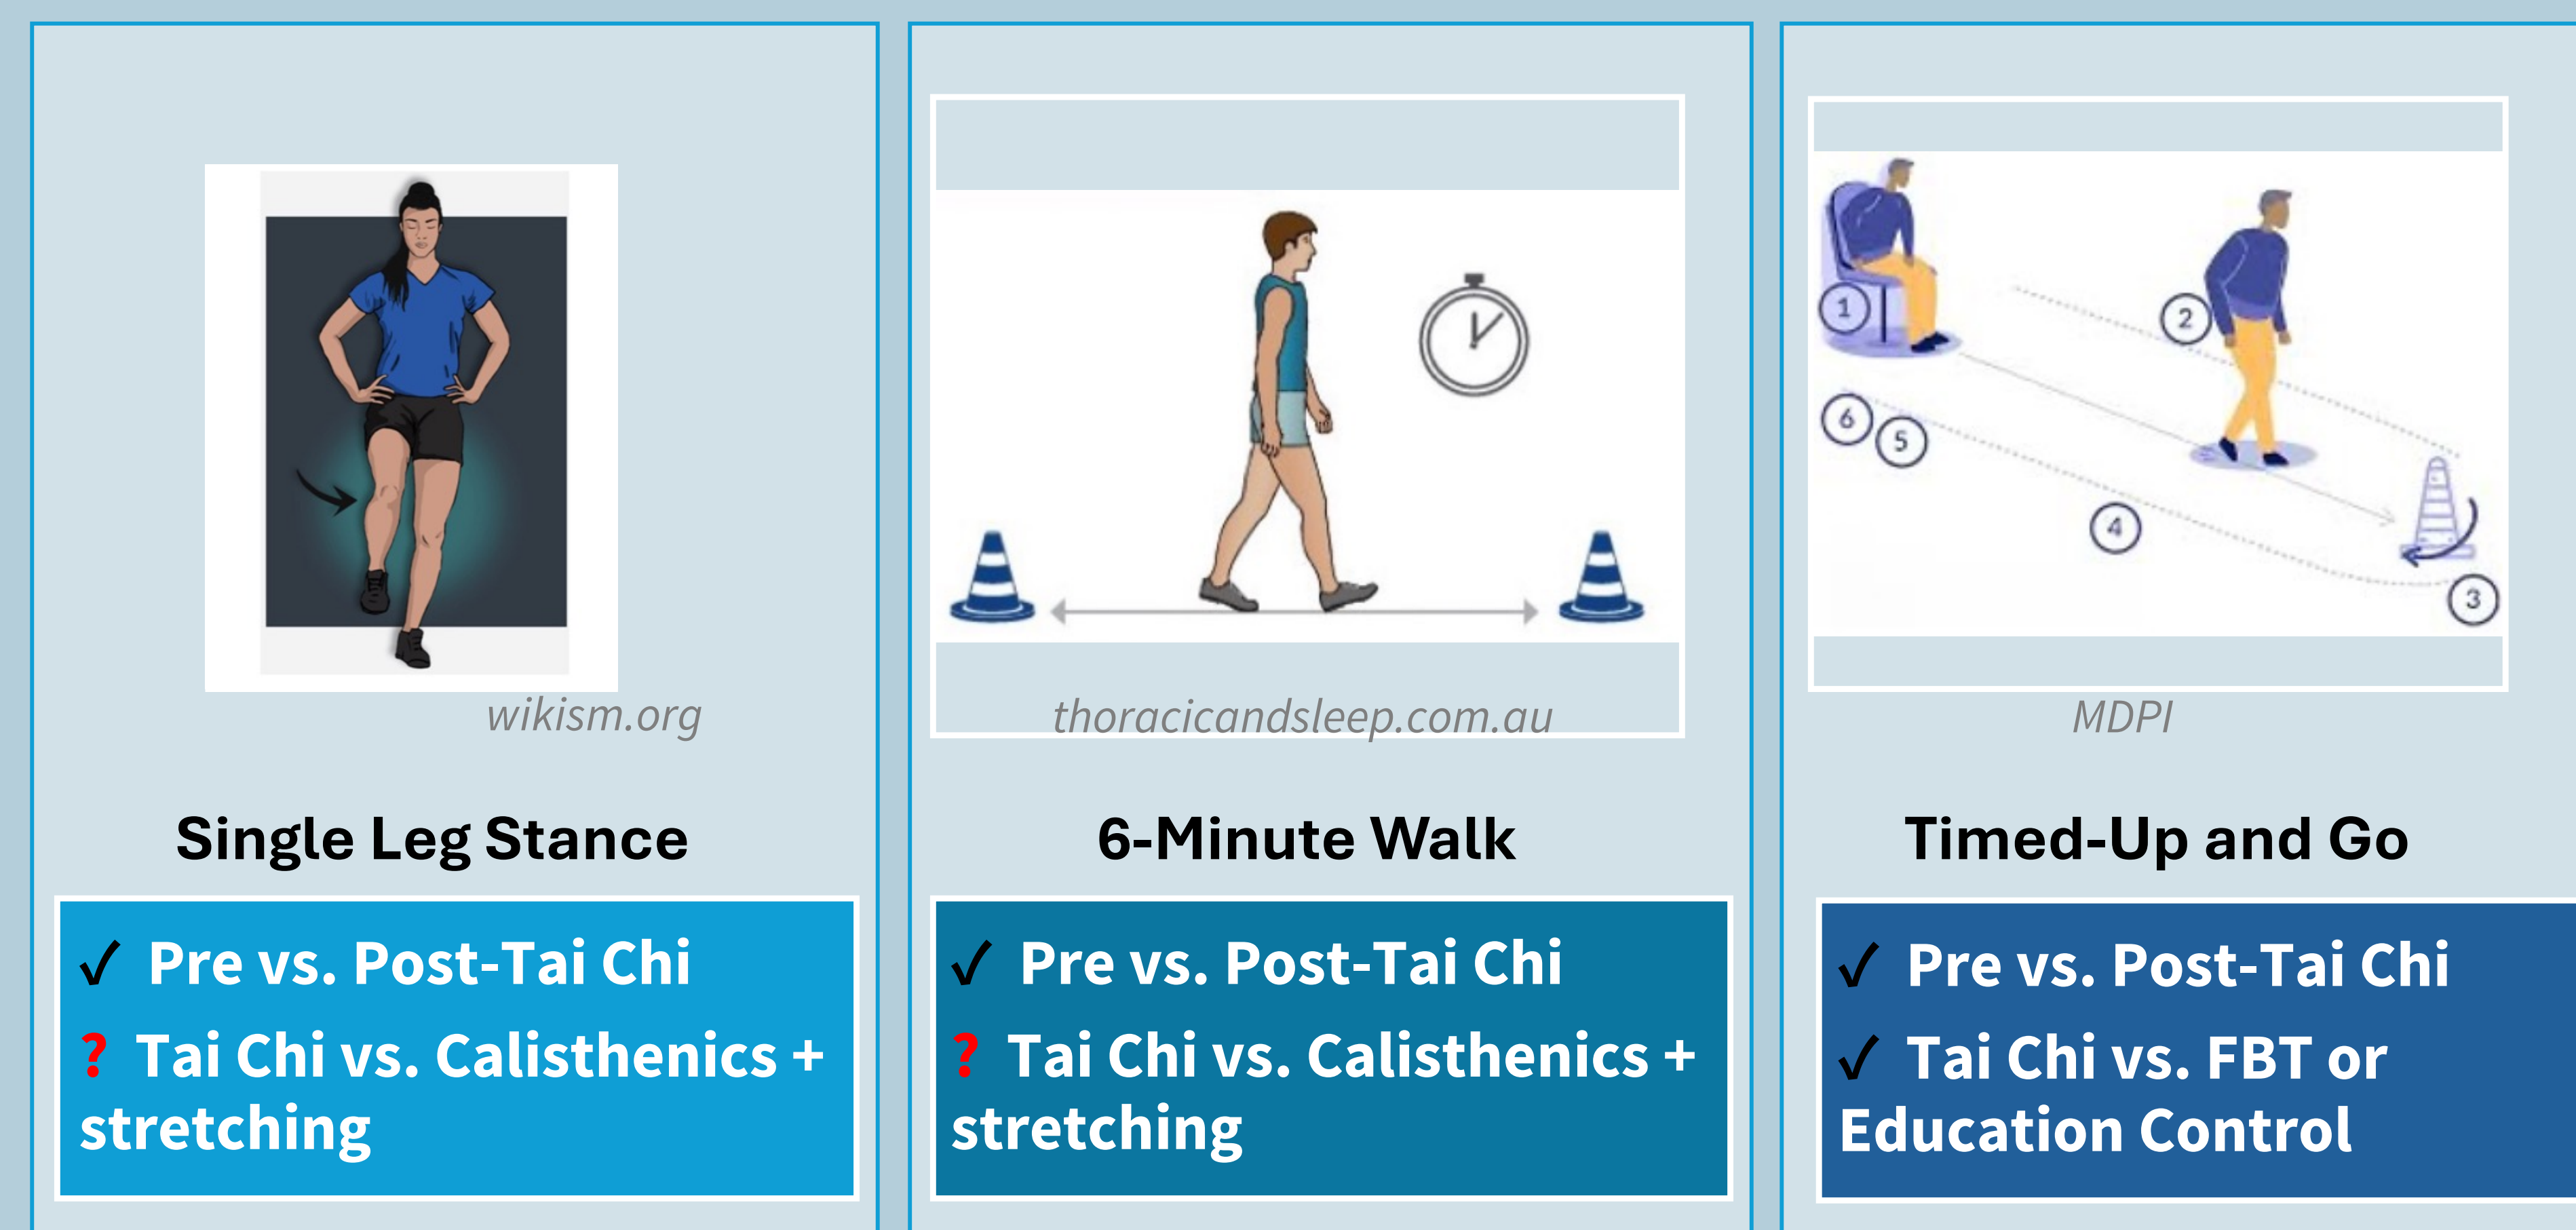 wikism.org
Single Leg Stance
✓ Pre vs. Post-Tai Chi
? Tai Chi vs. Calisthenics +
stretching
thoracicandsleep.com.au
6-Minute Walk
✓ Pre vs. Post-Tai Chi
? Tai Chi vs. Calisthenics +
stretching
1
2
6
5
4
3
MDPI
Timed-Up and Go
✓ Pre vs. Post-Tai Chi
✓ Tai Chi vs. FBT or
Education Control